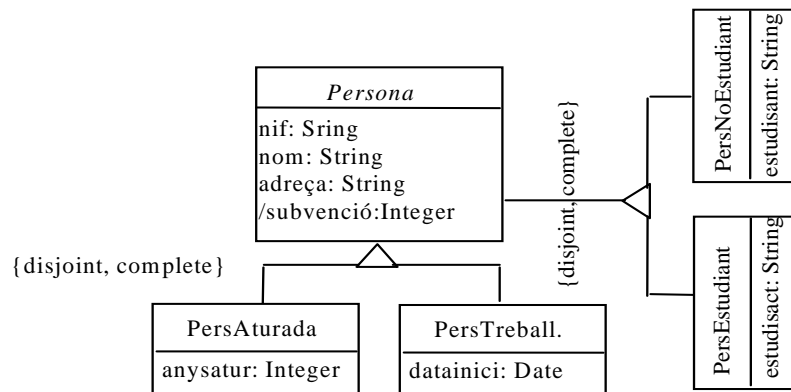 Persona
nif: Sring
nom: String
adreça: String
/subvenció:Integer
{disjoint, complete}
PersAturada
anysatur: Integer
PersTreball.
datainici: Date
{disjoint, complete}
PersNoEstudiant
estudisant: String
PersEstudiant
estudisact: String